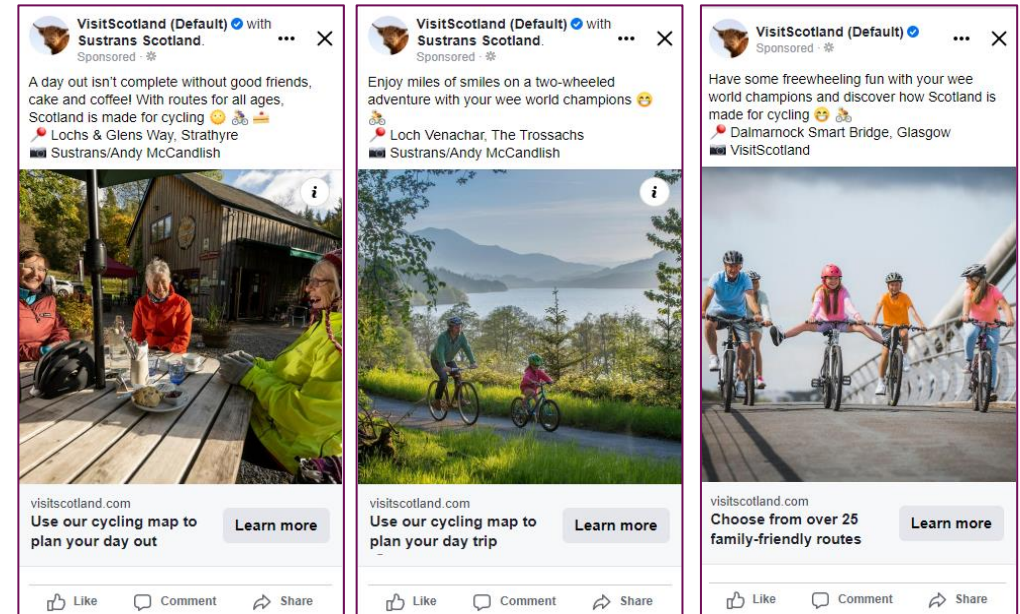 VisitScotland (Default) with
Sustrans Scotland.
Sponsored ·
A day out isn't complete without good friends,
cake and coffee! With routes for all ages,
Scotland is made for cycling 😊 🚴 🍰
📍 Lochs & Glens Way, Strathyre
📷 Sustrans/Andy McCandlish
i
visitscotland.com
Use our cycling map to
plan your day out
Learn more
Like Comment Share
VisitScotland (Default) with
Sustrans Scotland.
Sponsored ·
Enjoy miles of smiles on a two-wheeled
adventure with your wee world champions 😁
🚴
📍 Loch Venachar, The Trossachs
📷 Sustrans/Andy McCandlish
i
visitscotland.com
Use our cycling map to
plan your day trip
Learn more
Like Comment Share
VisitScotland (Default)
Sponsored ·
Have some freewheeling fun with your wee
world champions and discover how Scotland is
made for cycling 😁 🚴
📍 Dalmarnock Smart Bridge, Glasgow
📷 VisitScotland
visitscotland.com
Choose from over 25
family-friendly routes
Learn more
Like Comment Share